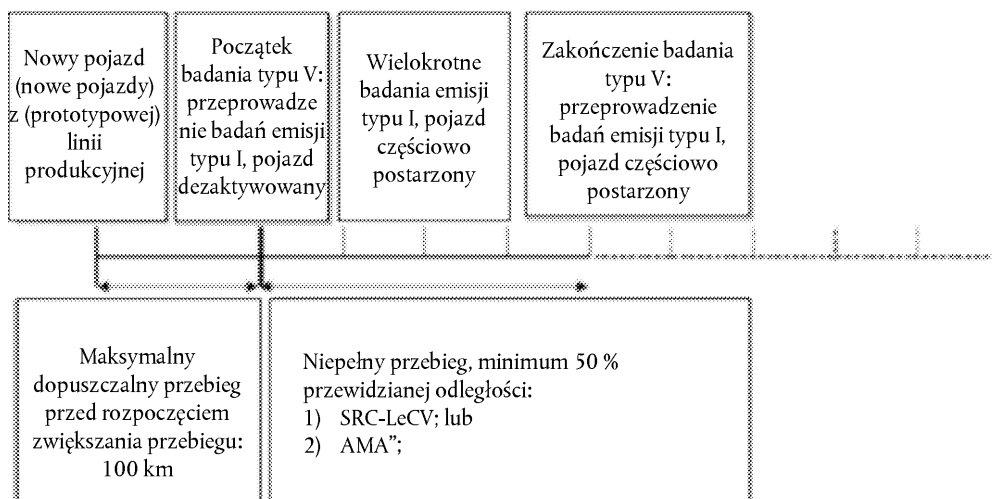 Nowy pojazd
(nowe pojazdy)
z (prototypowej)
linii
produkcyjnej
Początek
badania typu V:
przeprowadze
nie badań emisji
typu I, pojazd
dezaktywowany
Wielokrotne
badania emisji
typu I, pojazd
częściowo
postarzony
Zakończenie badania
typu V:
przeprowadzenie
badań emisji typu I,
pojazd częściowo
postarzony
Maksymalny
dopuszczalny przebieg
przed rozpoczęciem
zwiększania przebiegu:
100 km
Niepełny przebieg, minimum 50 %
przewidzianej odległości:
1) SRC-LeCV; lub
2) AMA”;